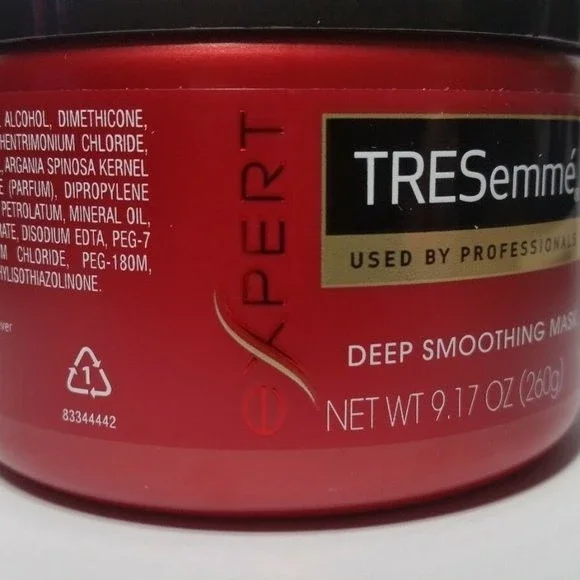 ALCOHOL, DIMETHICONE,
HENTRIMONIUM CHLORIDE,
ARGANIA SPINOSA KERNEL
(PARFUM), DIPROPYLENE
PETROLATUM, MINERAL OIL,
DISODIUM EDTA, PEG-7
CHLORIDE, PEG-180M,
HYLISOTHIAZOLINONE.
1
83344442
eXPERT
TRESemmé
USED BY PROFESSIONALS
DEEP SMOOTHING MASK
NET WT 9.17 OZ (260g)